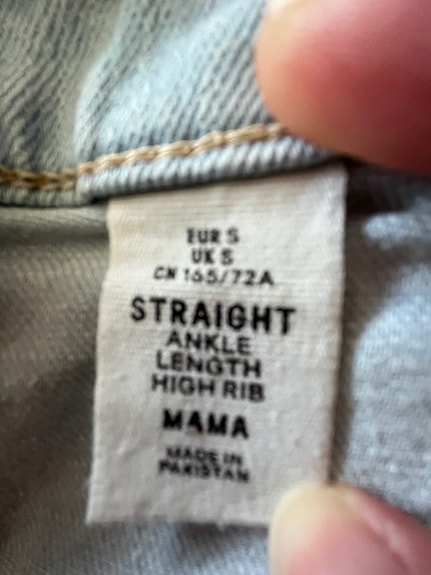 EUR S
UK S
CN 165/72A
STRAIGHT
ANKLE
LENGTH
HIGH RIB
MAMA
MADE IN
PAKISTAN